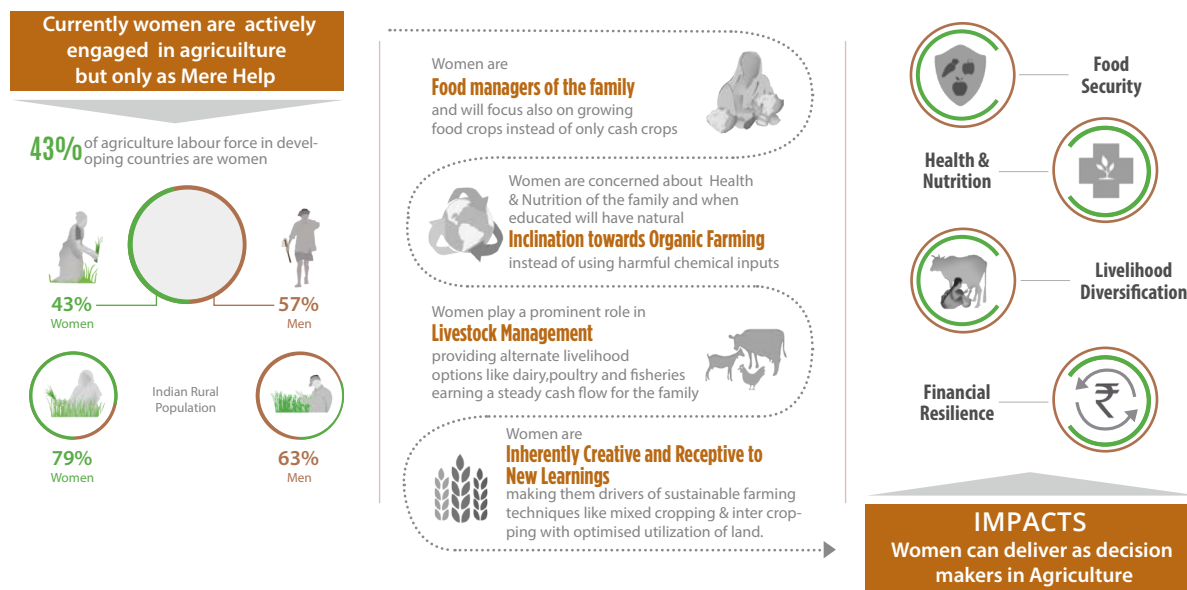 Currently women are actively
engaged in agricuilture
but only as Mere Help
43% of agriculture labour force in devel-
oping countries are women
43%
Women
57%
Men
Indian Rural
Population
79%
Women
63%
Men
Women are
Food managers of the family
and will focus also on growing
food crops instead of only cash crops
Women are concerned about Health
& Nutrition of the family and when
educated will have natural
Inclination towards Organic Farming
instead of using harmful chemical inputs
Women play a prominent role in
Livestock Management
providing alternate livelihood
options like dairy,poultry and fisheries
earning a steady cash flow for the family
Women are
Inherently Creative and Receptive to
New Learnings
making them drivers of sustainable farming
techniques like mixed cropping & inter crop-
ping with optimised utilization of land.
Food
Security
Health &
Nutrition
Livelihood
Diversification
Financial
Resilience
₹
IMPACTS
Women can deliver as decision
makers in Agriculture